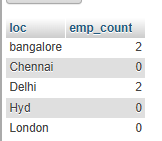 loc emp_count
bangalore 2
Chennai 0
Delhi 2
Hyd 0
London 0